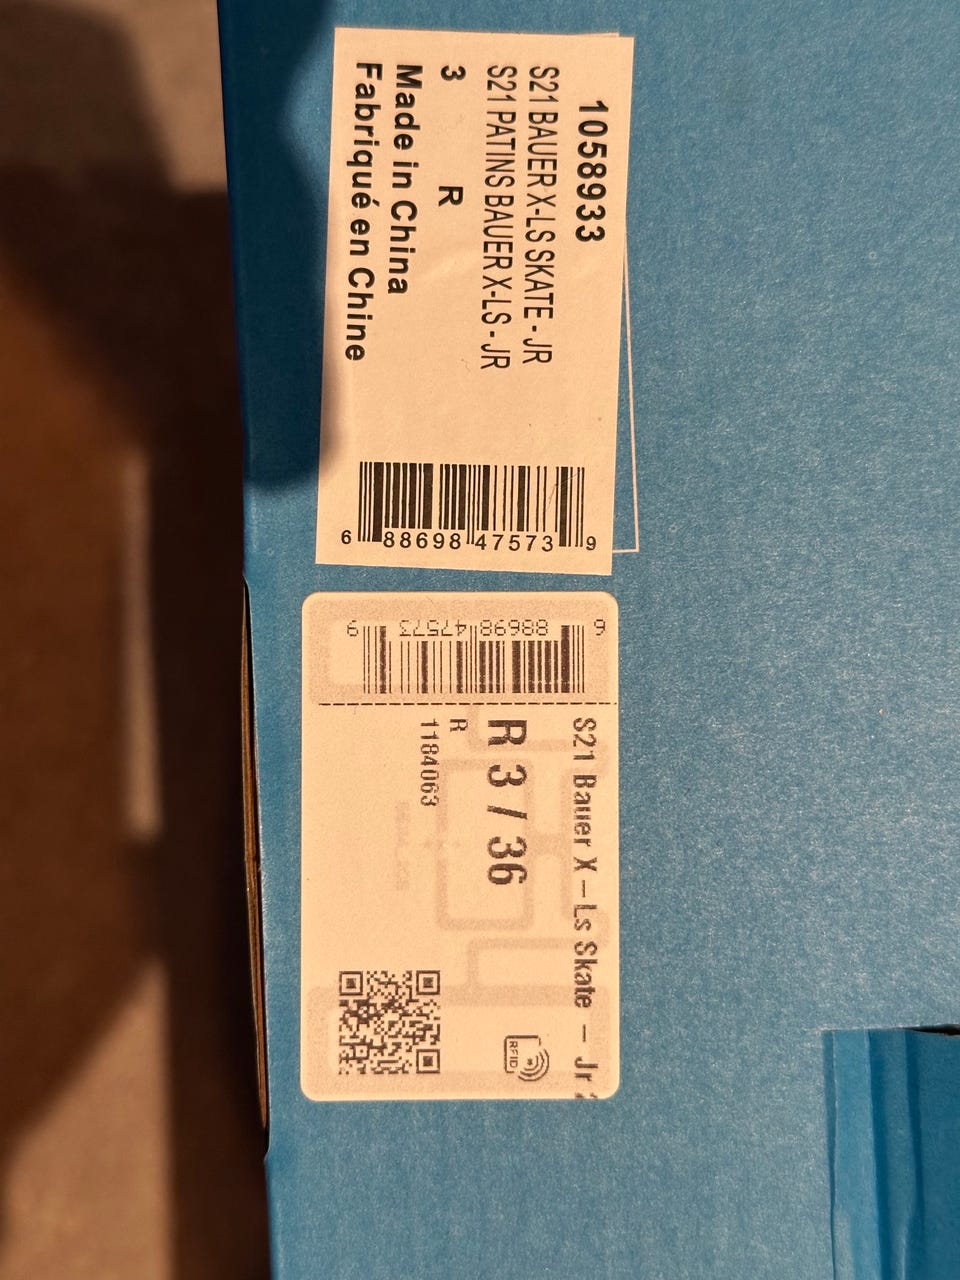 1058933
S21 BAUER X-LS SKATE - JR
S21 PATINS BAUER X-LS - JR
3 R
Made in China
Fabriqué en Chine
6 88698 47573 9
6 88698 47573 9
S21 Bauer X-Ls Skate - Jr
R 3 / 36
R
1184063
RFID